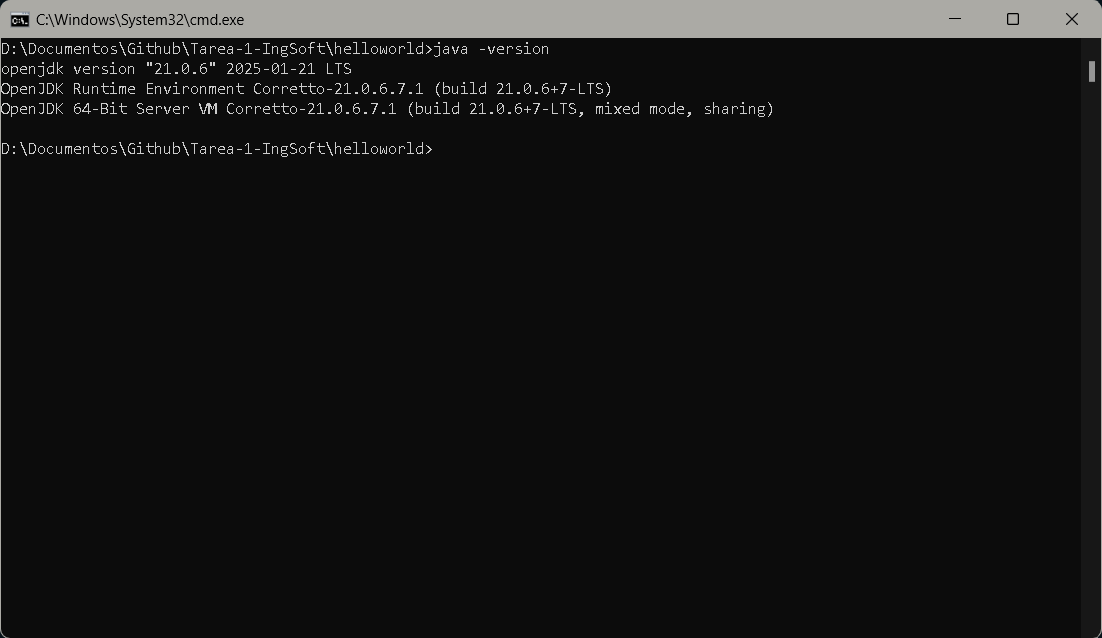 C:\Windows\System32\cmd.exe
D:\Documentos\Github\Tarea-1-IngSoft\helloworld>java -version
openjdk version "21.0.6" 2025-01-21 LTS
OpenJDK Runtime Environment Corretto-21.0.6.7.1 (build 21.0.6+7-LTS)
OpenJDK 64-Bit Server VM Corretto-21.0.6.7.1 (build 21.0.6+7-LTS, mixed mode, sharing)
D:\Documentos\Github\Tarea-1-IngSoft\helloworld>